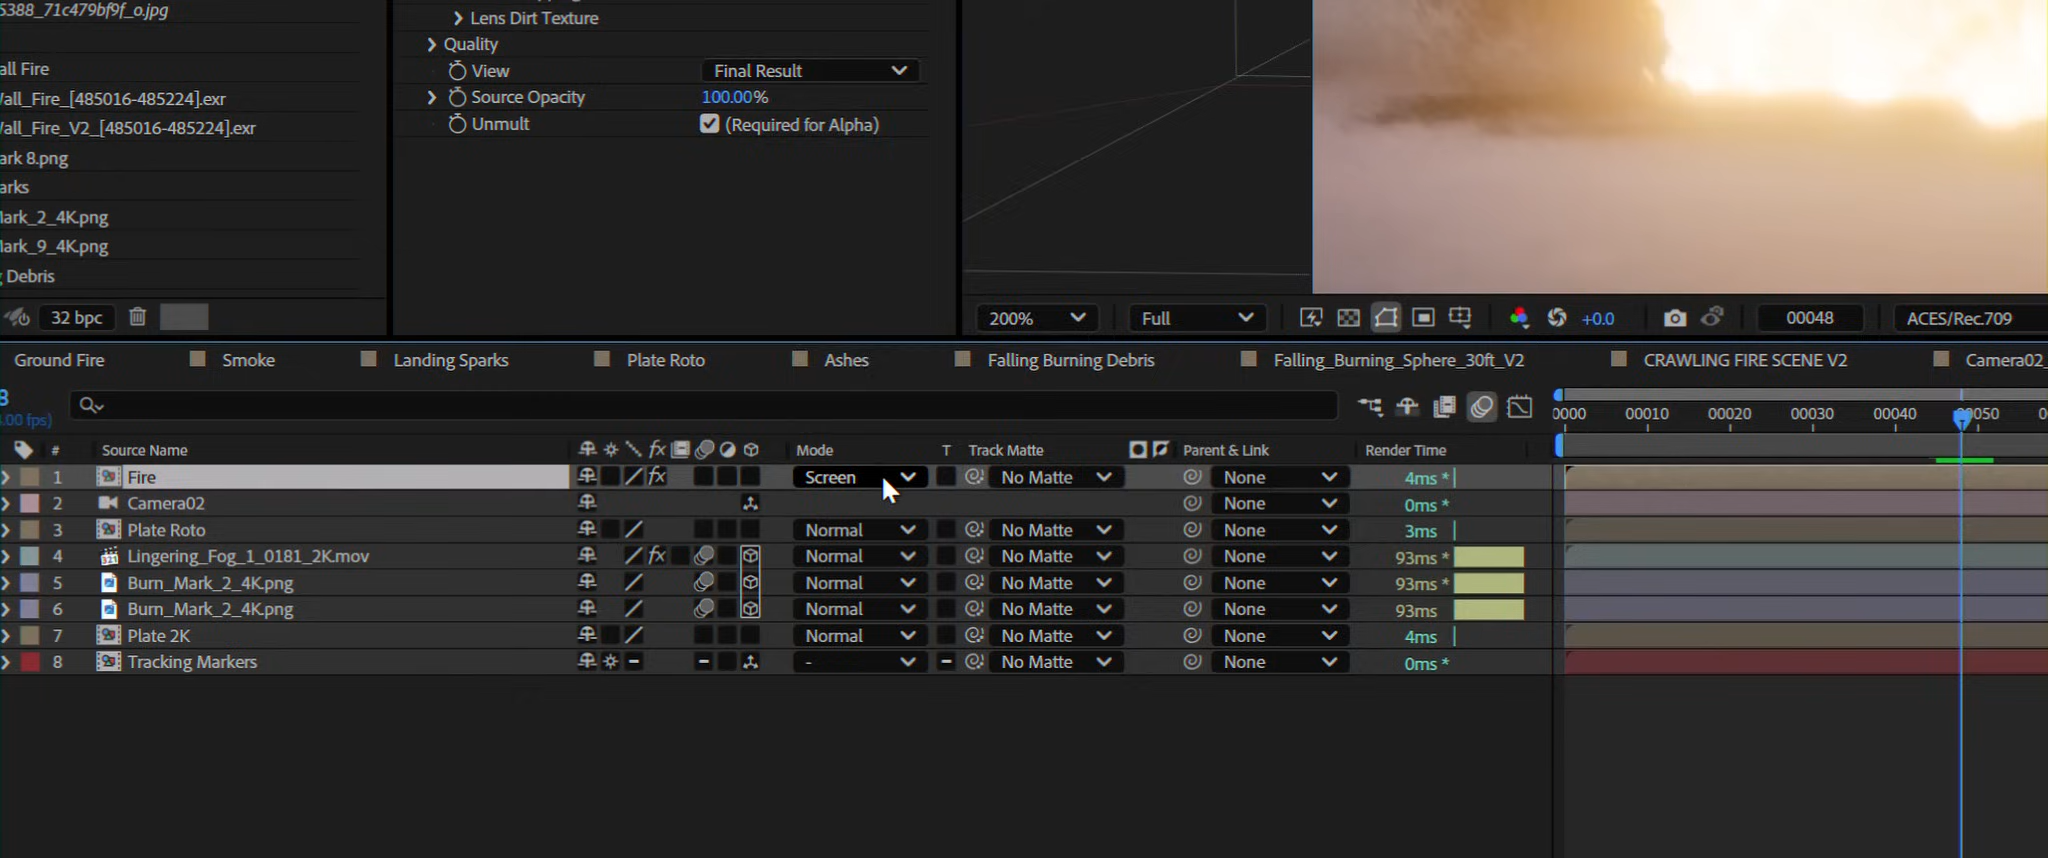 5388_71c479bf9f_o.jpg
Lens Dirt Texture
Quality
View Final Result
Source Opacity 100.00%
Unmult (Required for Alpha)
all Fire
all_Fire_[485016-485224].exr
all_Fire_V2_[485016-485224].exr
ark 8.png
arks
Mark_2_4K.png
Mark_9_4K.png
Debris
32 bpc
200% Full +0.0 00048 ACES/Rec.709
Ground Fire Smoke Landing Sparks Plate Roto Ashes Falling Burning Debris Falling_Burning_Sphere_30ft_V2 CRAWLING FIRE SCENE V2 Camera02_
.00 fps)
0000 00010 00020 00030 00040 00050
# Source Name fx Mode T Track Matte Parent & Link Render Time
1 Fire fx Screen No Matte None 4ms *
2 Camera02 None 0ms *
3 Plate Roto Normal No Matte None 3ms
4 Lingering_Fog_1_0181_2K.mov fx Normal No Matte None 93ms *
5 Burn_Mark_2_4K.png Normal No Matte None 93ms *
6 Burn_Mark_2_4K.png Normal No Matte None 93ms
7 Plate 2K Normal No Matte None 4ms
8 Tracking Markers - No Matte None 0ms *